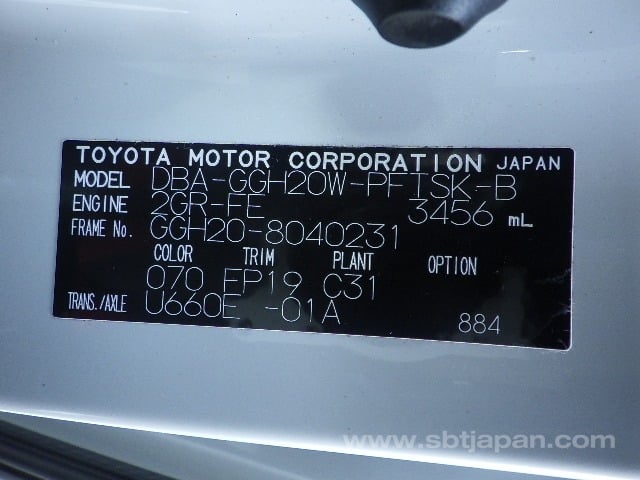 TOYOTA MOTOR CORPORATION JAPAN
MODEL DBA-GGH20W-PFTSK-B
ENGINE 2GR-FE 3456 mL
FRAME No. GGH20-8040231
COLOR TRIM PLANT OPTION
070 FP19 C31
TRANS./AXLE U660E -01A 884
www.sbtjapan.com